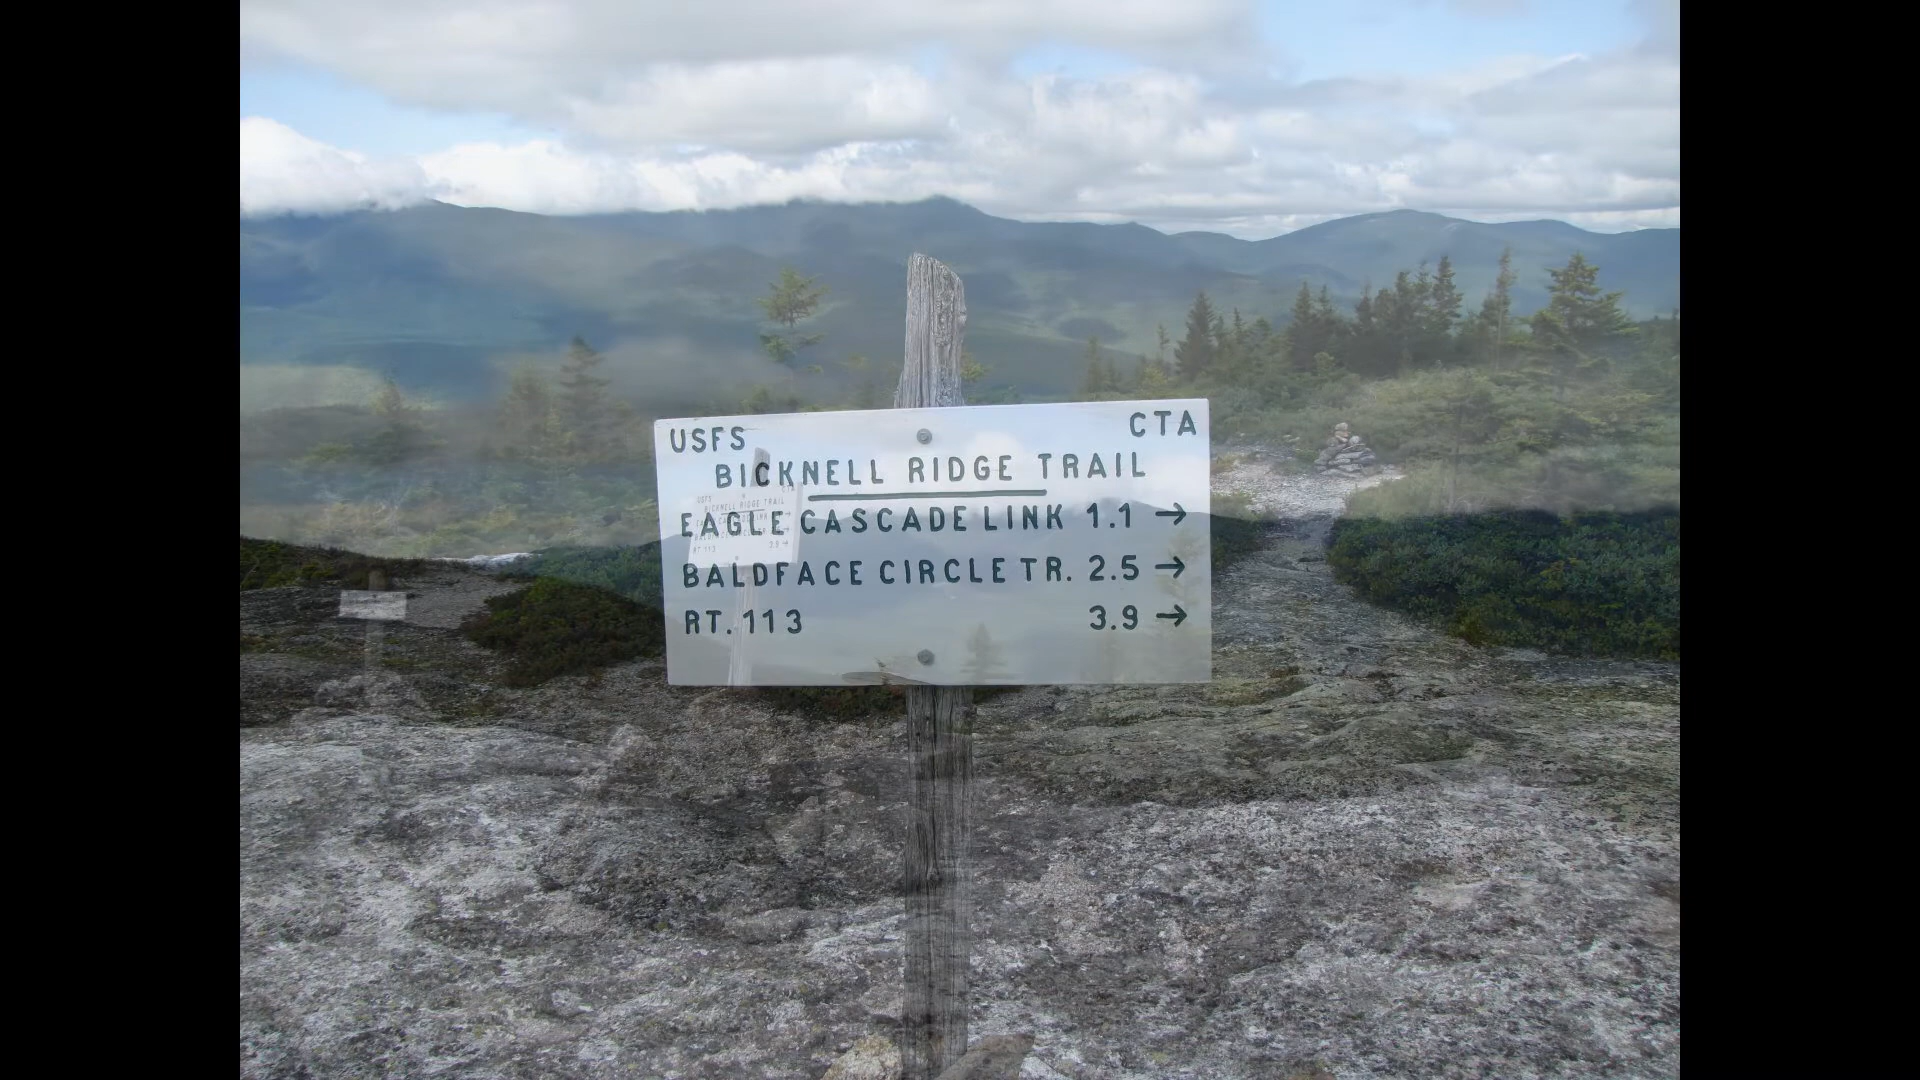 USFS CTA
BICKNELL RIDGE TRAIL
EAGLE CASCADE LINK 1.1 →
BALDFACE CIRCLE TR. 2.5 →
RT. 113 3.9 →